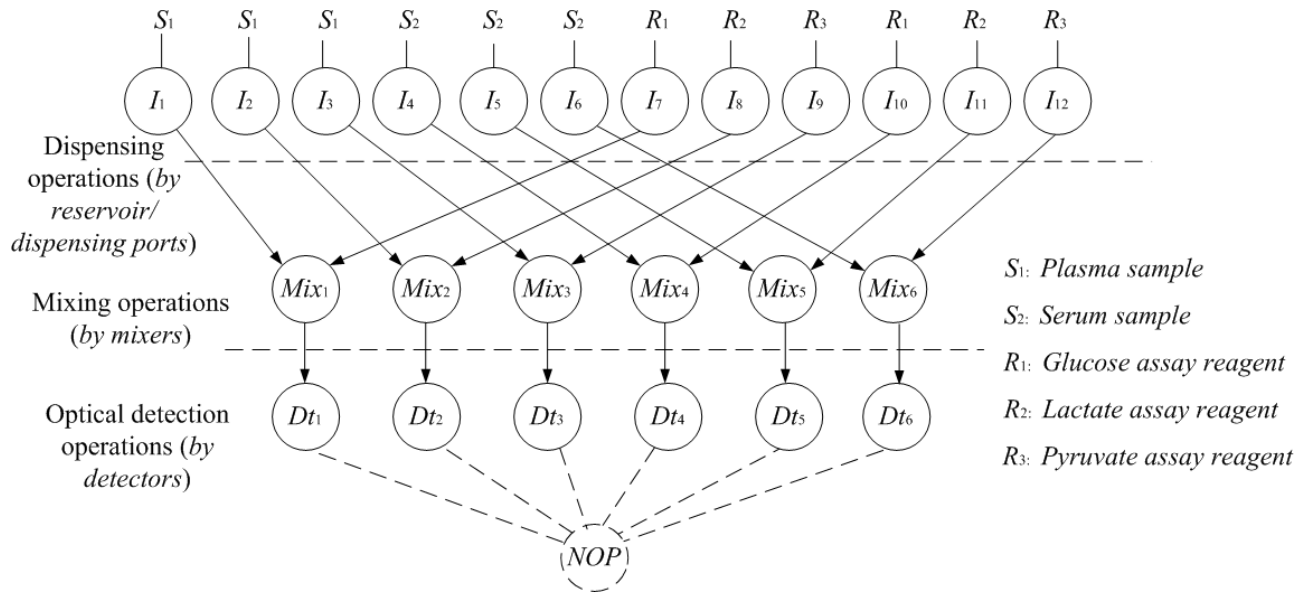 S1 S1 S1 S2 S2 S2 R1 R2 R3 R1 R2 R3
I1 I2 I3 I4 I5 I6 I7 I8 I9 I10 I11 I12
Dispensing
operations (by
reservoir/
dispensing ports)
Mix1 Mix2 Mix3 Mix4 Mix5 Mix6
Mixing operations
(by mixers)
Dt1 Dt2 Dt3 Dt4 Dt5 Dt6
Optical detection
operations (by
detectors)
NOP
S1: Plasma sample
S2: Serum sample
R1: Glucose assay reagent
R2: Lactate assay reagent
R3: Pyruvate assay reagent